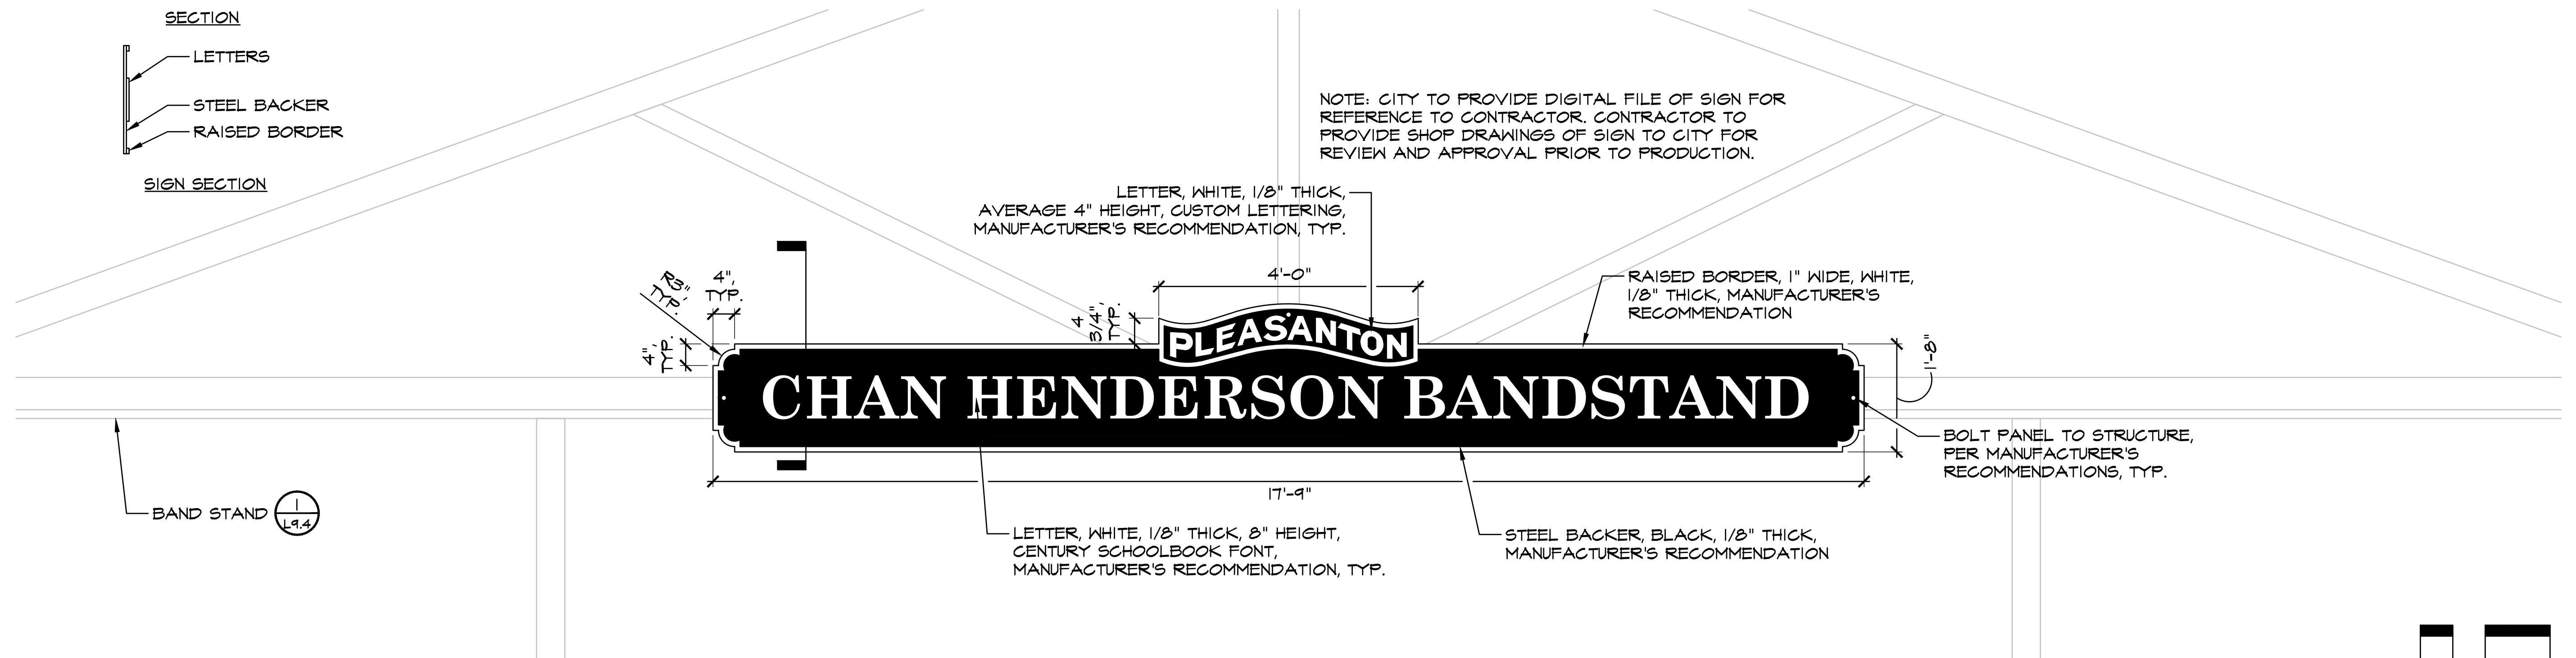 SECTION
LETTERS
STEEL BACKER
RAISED BORDER
SIGN SECTION
NOTE: CITY TO PROVIDE DIGITAL FILE OF SIGN FOR
REFERENCE TO CONTRACTOR. CONTRACTOR TO
PROVIDE SHOP DRAWINGS OF SIGN TO CITY FOR
REVIEW AND APPROVAL PRIOR TO PRODUCTION.
LETTER, WHITE, 1/8" THICK,
AVERAGE 4" HEIGHT, CUSTOM LETTERING,
MANUFACTURER'S RECOMMENDATION, TYP.
R3",
TYP.
4",
TYP.
4",
TYP.
4
3/4",
TYP.
4'-0"
RAISED BORDER, 1" WIDE, WHITE,
1/8" THICK, MANUFACTURER'S
RECOMMENDATION
PLEASANTON
CHAN HENDERSON BANDSTAND
1'-8"
BOLT PANEL TO STRUCTURE,
PER MANUFACTURER'S
RECOMMENDATIONS, TYP.
17'-9"
BAND STAND
1
L9.4
LETTER, WHITE, 1/8" THICK, 8" HEIGHT,
CENTURY SCHOOLBOOK FONT,
MANUFACTURER'S RECOMMENDATION, TYP.
STEEL BACKER, BLACK, 1/8" THICK,
MANUFACTURER'S RECOMMENDATION